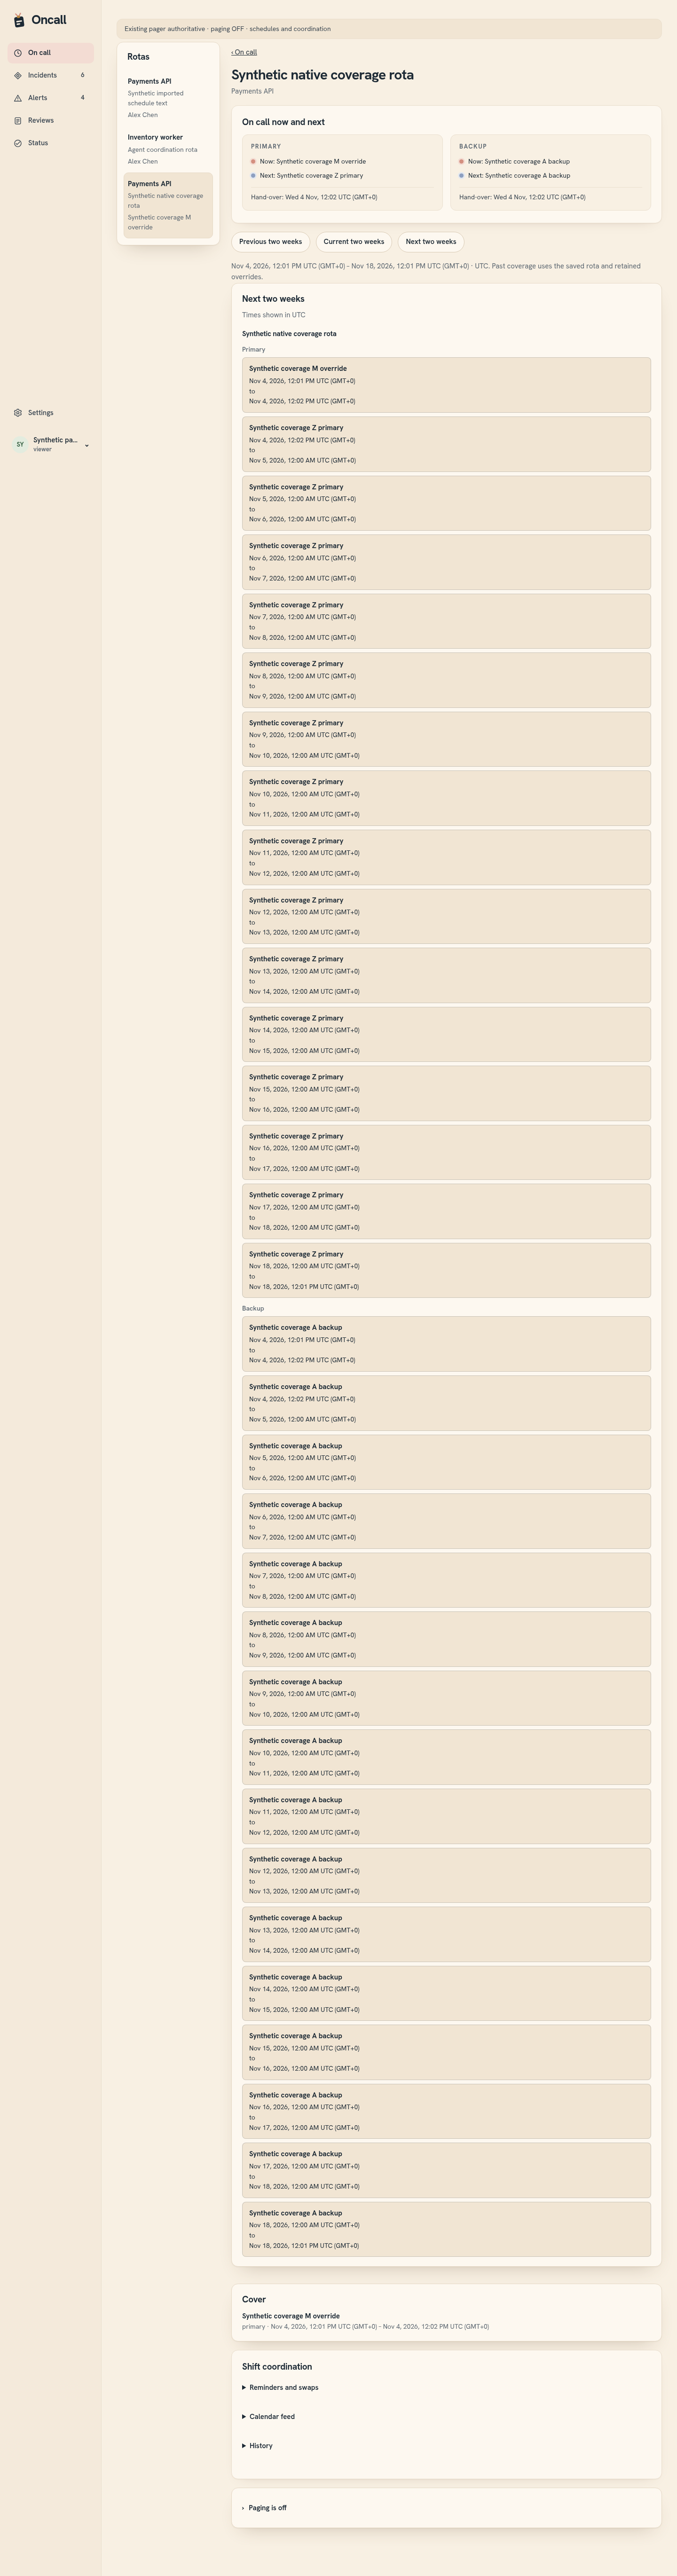 Oncall
On call
Incidents 6
Alerts 4
Reviews
Status
Settings
SY
Synthetic pa...
viewer
Existing pager authoritative · paging OFF · schedules and coordination
Rotas
Payments API
Synthetic imported
schedule text
Alex Chen
Inventory worker
Agent coordination rota
Alex Chen
Payments API
Synthetic native coverage
rota
Synthetic coverage M
override
‹ On call
Synthetic native coverage rota
Payments API
On call now and next
PRIMARY
Now: Synthetic coverage M override
Next: Synthetic coverage Z primary
Hand-over: Wed 4 Nov, 12:02 UTC (GMT+0)
BACKUP
Now: Synthetic coverage A backup
Next: Synthetic coverage A backup
Hand-over: Wed 4 Nov, 12:02 UTC (GMT+0)
Previous two weeks
Current two weeks
Next two weeks
Nov 4, 2026, 12:01 PM UTC (GMT+0) – Nov 18, 2026, 12:01 PM UTC (GMT+0) · UTC. Past coverage uses the saved rota and retained
overrides.
Next two weeks
Times shown in UTC
Synthetic native coverage rota
Primary
Synthetic coverage M override
Nov 4, 2026, 12:01 PM UTC (GMT+0)
to
Nov 4, 2026, 12:02 PM UTC (GMT+0)
Synthetic coverage Z primary
Nov 4, 2026, 12:02 PM UTC (GMT+0)
to
Nov 5, 2026, 12:00 AM UTC (GMT+0)
Synthetic coverage Z primary
Nov 5, 2026, 12:00 AM UTC (GMT+0)
to
Nov 6, 2026, 12:00 AM UTC (GMT+0)
Synthetic coverage Z primary
Nov 6, 2026, 12:00 AM UTC (GMT+0)
to
Nov 7, 2026, 12:00 AM UTC (GMT+0)
Synthetic coverage Z primary
Nov 7, 2026, 12:00 AM UTC (GMT+0)
to
Nov 8, 2026, 12:00 AM UTC (GMT+0)
Synthetic coverage Z primary
Nov 8, 2026, 12:00 AM UTC (GMT+0)
to
Nov 9, 2026, 12:00 AM UTC (GMT+0)
Synthetic coverage Z primary
Nov 9, 2026, 12:00 AM UTC (GMT+0)
to
Nov 10, 2026, 12:00 AM UTC (GMT+0)
Synthetic coverage Z primary
Nov 10, 2026, 12:00 AM UTC (GMT+0)
to
Nov 11, 2026, 12:00 AM UTC (GMT+0)
Synthetic coverage Z primary
Nov 11, 2026, 12:00 AM UTC (GMT+0)
to
Nov 12, 2026, 12:00 AM UTC (GMT+0)
Synthetic coverage Z primary
Nov 12, 2026, 12:00 AM UTC (GMT+0)
to
Nov 13, 2026, 12:00 AM UTC (GMT+0)
Synthetic coverage Z primary
Nov 13, 2026, 12:00 AM UTC (GMT+0)
to
Nov 14, 2026, 12:00 AM UTC (GMT+0)
Synthetic coverage Z primary
Nov 14, 2026, 12:00 AM UTC (GMT+0)
to
Nov 15, 2026, 12:00 AM UTC (GMT+0)
Synthetic coverage Z primary
Nov 15, 2026, 12:00 AM UTC (GMT+0)
to
Nov 16, 2026, 12:00 AM UTC (GMT+0)
Synthetic coverage Z primary
Nov 16, 2026, 12:00 AM UTC (GMT+0)
to
Nov 17, 2026, 12:00 AM UTC (GMT+0)
Synthetic coverage Z primary
Nov 17, 2026, 12:00 AM UTC (GMT+0)
to
Nov 18, 2026, 12:00 AM UTC (GMT+0)
Synthetic coverage Z primary
Nov 18, 2026, 12:00 AM UTC (GMT+0)
to
Nov 18, 2026, 12:01 PM UTC (GMT+0)
Backup
Synthetic coverage A backup
Nov 4, 2026, 12:01 PM UTC (GMT+0)
to
Nov 4, 2026, 12:02 PM UTC (GMT+0)
Synthetic coverage A backup
Nov 4, 2026, 12:02 PM UTC (GMT+0)
to
Nov 5, 2026, 12:00 AM UTC (GMT+0)
Synthetic coverage A backup
Nov 5, 2026, 12:00 AM UTC (GMT+0)
to
Nov 6, 2026, 12:00 AM UTC (GMT+0)
Synthetic coverage A backup
Nov 6, 2026, 12:00 AM UTC (GMT+0)
to
Nov 7, 2026, 12:00 AM UTC (GMT+0)
Synthetic coverage A backup
Nov 7, 2026, 12:00 AM UTC (GMT+0)
to
Nov 8, 2026, 12:00 AM UTC (GMT+0)
Synthetic coverage A backup
Nov 8, 2026, 12:00 AM UTC (GMT+0)
to
Nov 9, 2026, 12:00 AM UTC (GMT+0)
Synthetic coverage A backup
Nov 9, 2026, 12:00 AM UTC (GMT+0)
to
Nov 10, 2026, 12:00 AM UTC (GMT+0)
Synthetic coverage A backup
Nov 10, 2026, 12:00 AM UTC (GMT+0)
to
Nov 11, 2026, 12:00 AM UTC (GMT+0)
Synthetic coverage A backup
Nov 11, 2026, 12:00 AM UTC (GMT+0)
to
Nov 12, 2026, 12:00 AM UTC (GMT+0)
Synthetic coverage A backup
Nov 12, 2026, 12:00 AM UTC (GMT+0)
to
Nov 13, 2026, 12:00 AM UTC (GMT+0)
Synthetic coverage A backup
Nov 13, 2026, 12:00 AM UTC (GMT+0)
to
Nov 14, 2026, 12:00 AM UTC (GMT+0)
Synthetic coverage A backup
Nov 14, 2026, 12:00 AM UTC (GMT+0)
to
Nov 15, 2026, 12:00 AM UTC (GMT+0)
Synthetic coverage A backup
Nov 15, 2026, 12:00 AM UTC (GMT+0)
to
Nov 16, 2026, 12:00 AM UTC (GMT+0)
Synthetic coverage A backup
Nov 16, 2026, 12:00 AM UTC (GMT+0)
to
Nov 17, 2026, 12:00 AM UTC (GMT+0)
Synthetic coverage A backup
Nov 17, 2026, 12:00 AM UTC (GMT+0)
to
Nov 18, 2026, 12:00 AM UTC (GMT+0)
Synthetic coverage A backup
Nov 18, 2026, 12:00 AM UTC (GMT+0)
to
Nov 18, 2026, 12:01 PM UTC (GMT+0)
Cover
Synthetic coverage M override
primary · Nov 4, 2026, 12:01 PM UTC (GMT+0) – Nov 4, 2026, 12:02 PM UTC (GMT+0)
Shift coordination
Reminders and swaps
Calendar feed
History
Paging is off